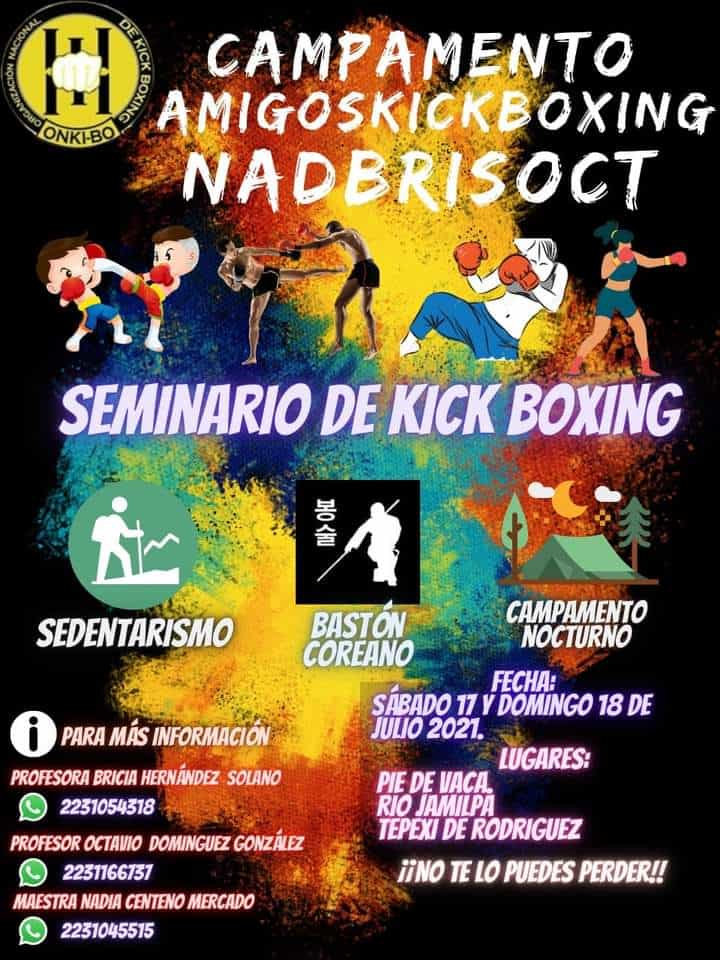 ORGANIZACIÓN NACIONAL
DE KICK BOXING
ONKI-BO
CAMPAMENTO
AMIGOSKICKBOXING
NADBRISOCT
SEMINARIO DE KICK BOXING
봉술
SEDENTARISMO
BASTÓN
COREANO
CAMPAMENTO
NOCTURNO
FECHA:
SÁBADO 17 Y DOMINGO 18 DE
JULIO 2021.
LUGARES:
PIE DE VACA.
RIO JAMILPA
TEPEXI DE RODRIGUEZ
¡¡NO TE LO PUEDES PERDER!!
i PARA MÁS INFORMACIÓN
PROFESORA BRICIA HERNÁNDEZ SOLANO
2231054318
PROFESOR OCTAVIO DOMINGUEZ GONZÁLEZ
2231166737
MAESTRA NADIA CENTENO MERCADO
2231045515